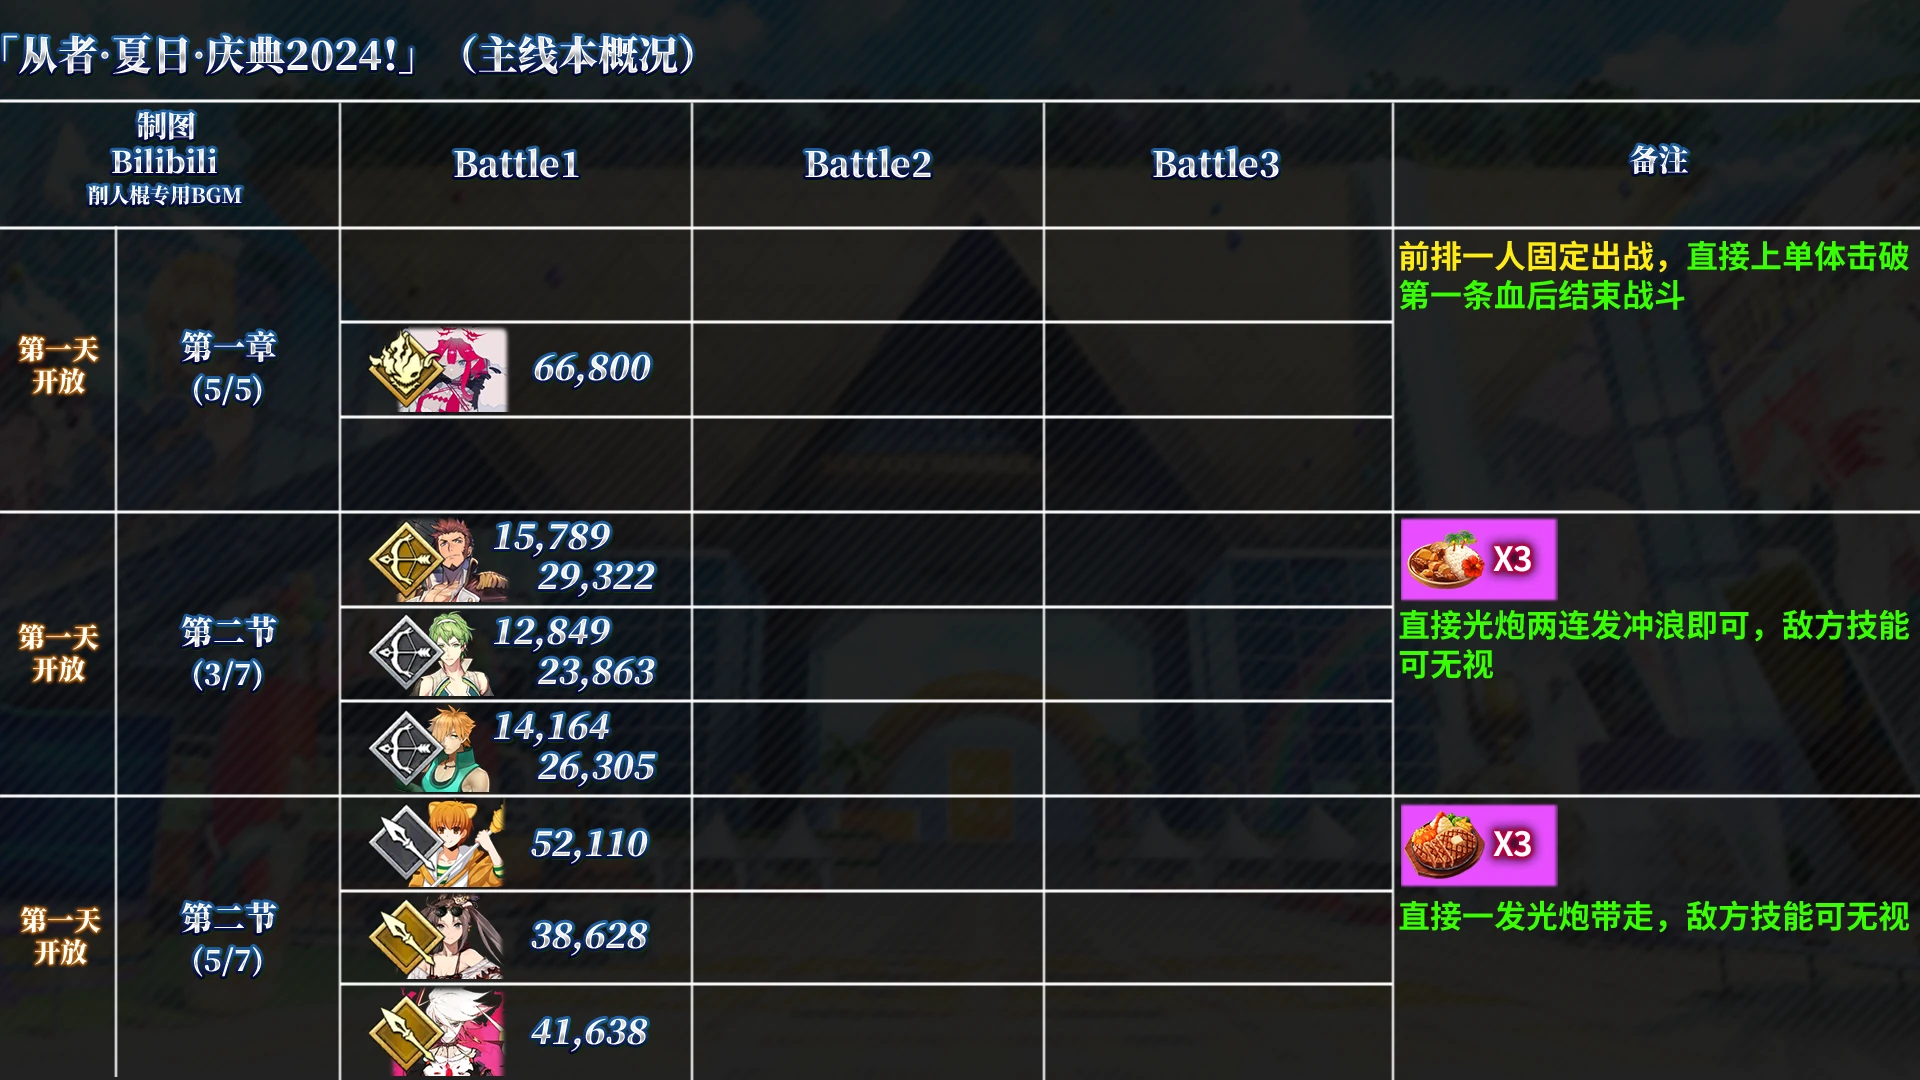 「从者·夏日·庆典2024!」（主线本概况）
制图
Bilibili
削人棍专用BGM
Battle1
Battle2
Battle3
备注
第一天
开放
第一章
(5/5)
66,800
前排一人固定出战，直接上单体击破
第一条血后结束战斗
第一天
开放
第二节
(3/7)
15,789
29,322
12,849
23,863
14,164
26,305
X3
直接光炮两连发冲浪即可，敌方技能
可无视
第一天
开放
第二节
(5/7)
52,110
38,628
41,638
X3
直接一发光炮带走，敌方技能可无视